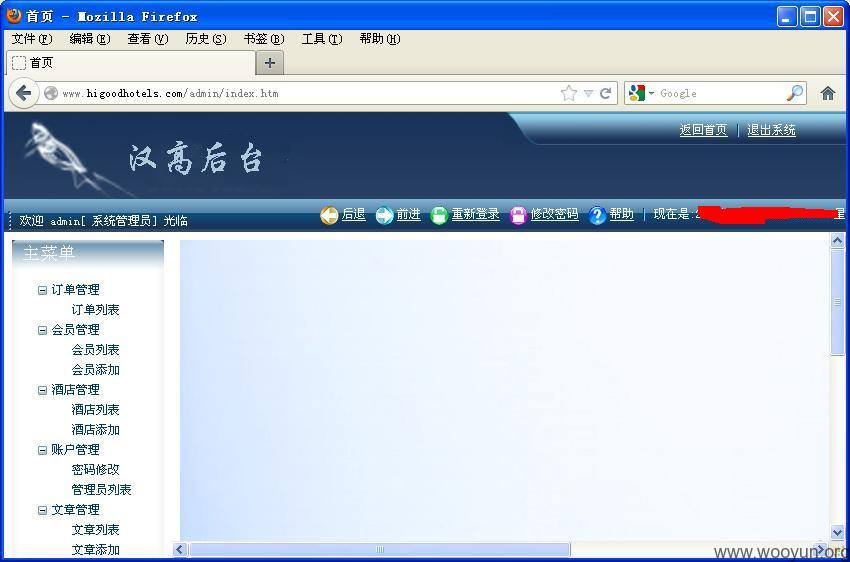 首页 - Mozilla Firefox
文件(F) 编辑(E) 查看(V) 历史(S) 书签(B) 工具(T) 帮助(H)
首页
www.higoodhotels.com/admin/index.htm Google
返回首页 | 退出系统
汉高后台
欢迎 admin[ 系统管理员] 光临 后退 前进 重新登录 修改密码 帮助 | 现在是:
主菜单
订单管理
订单列表
会员管理
会员列表
会员添加
酒店管理
酒店列表
酒店添加
账户管理
密码修改
管理员列表
文章管理
文章列表
文章添加
www.wooyun.org